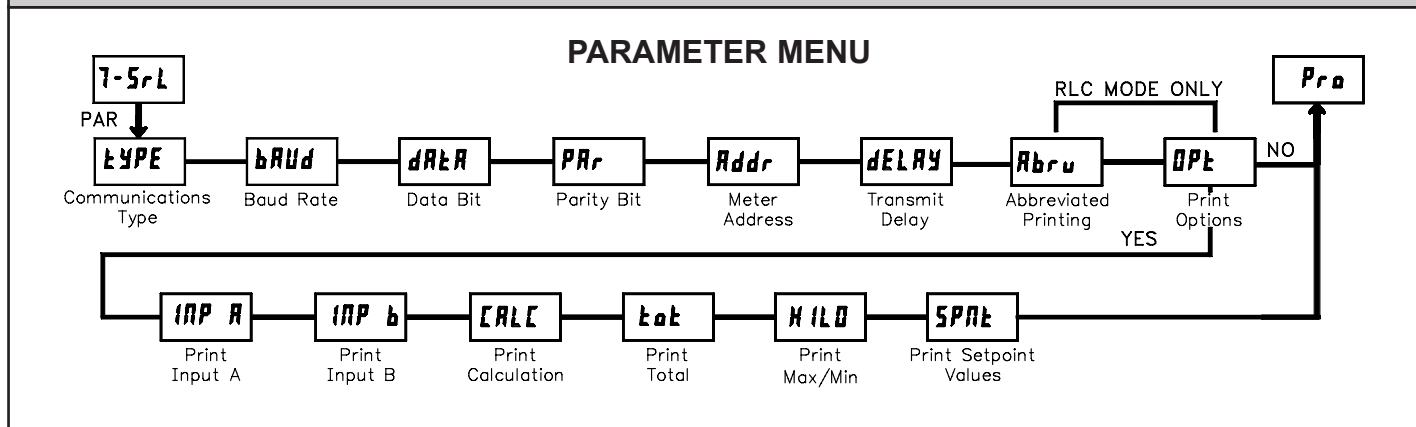 PARAMETER MENU
7-SrL
Pro
RLC MODE ONLY
PAR
tYPE
bAUd
dAtA
PAr
Addr
dELAY
Abrv
OPt
NO
Communications
Type
Baud Rate
Data Bit
Parity Bit
Meter
Address
Transmit
Delay
Abbreviated
Printing
Print
Options
YES
INP A
INP b
CALC
tot
HILO
SPNt
Print
Input A
Print
Input B
Print
Calculation
Print
Total
Print
Max/Min
Print Setpoint
Values